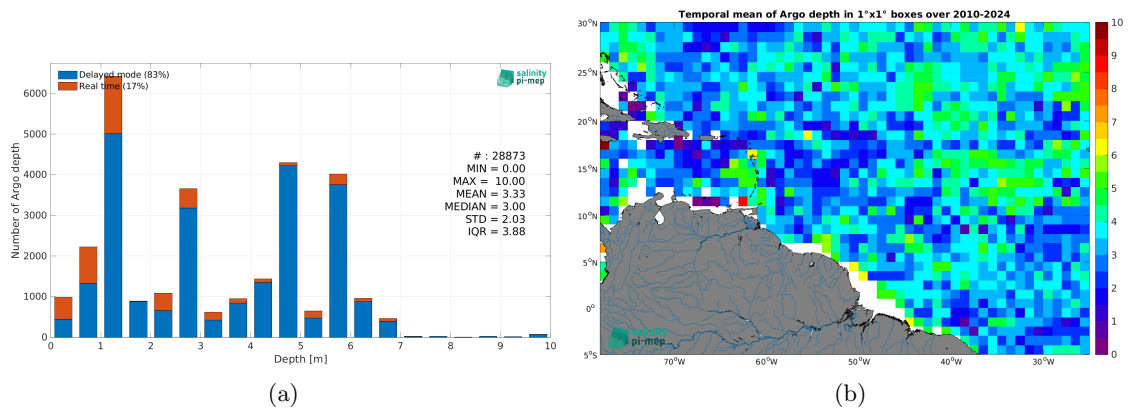 Delayed mode (83%)
Real time (17%)
salinity
pi-mep
Number of Argo depth
6000
5000
4000
3000
2000
1000
0
# : 28873
MIN = 0.00
MAX = 10.00
MEAN = 3.33
MEDIAN = 3.00
STD = 2.03
IQR = 3.88
0 1 2 3 4 5 6 7 8 9 10
Depth [m]
(a)
Temporal mean of Argo depth in 1°x1° boxes over 2010-2024
30°N
25°N
20°N
15°N
10°N
5°N
0°
5°S
70°W 60°W 50°W 40°W 30°W
salinity
pi-mep
10
9
8
7
6
5
4
3
2
1
0
(b)